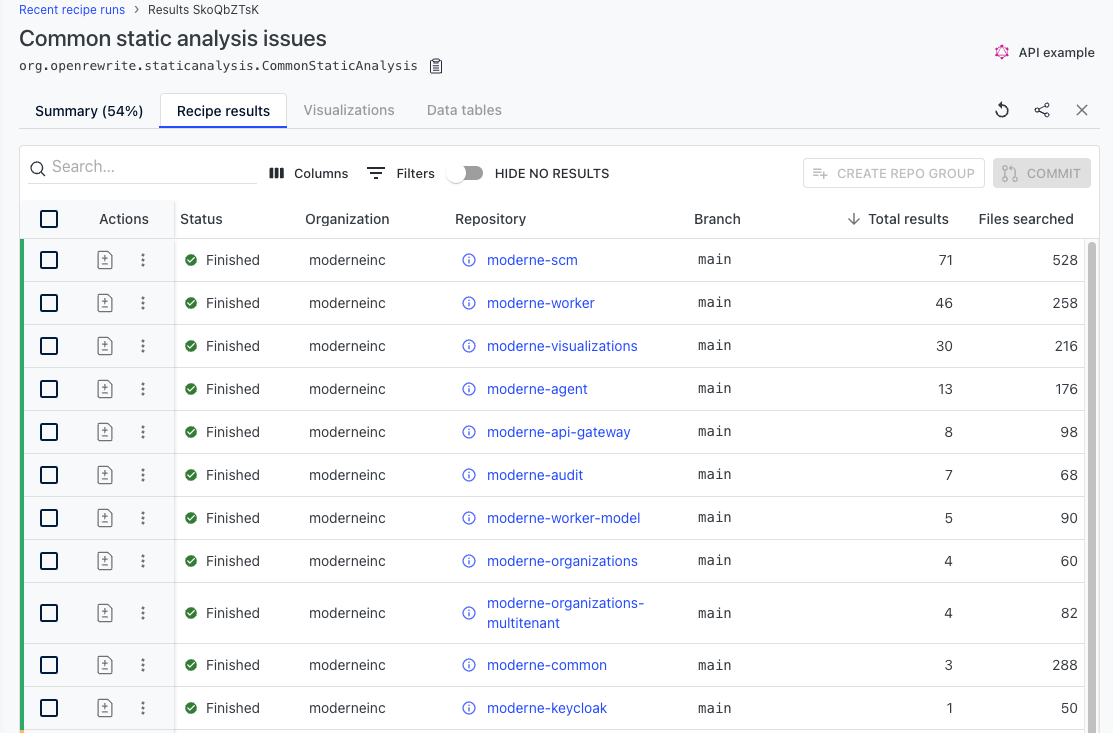 Recent recipe runs > Results SkoQbZTsK
Common static analysis issues
org.openrewrite.staticanalysis.CommonStaticAnalysis
API example
Summary (54%) Recipe results Visualizations Data tables
Search... Columns Filters HIDE NO RESULTS CREATE REPO GROUP COMMIT
Actions Status Organization Repository Branch Total results Files searched
Finished moderneinc moderne-scm main 71 528
Finished moderneinc moderne-worker main 46 258
Finished moderneinc moderne-visualizations main 30 216
Finished moderneinc moderne-agent main 13 176
Finished moderneinc moderne-api-gateway main 8 98
Finished moderneinc moderne-audit main 7 68
Finished moderneinc moderne-worker-model main 5 90
Finished moderneinc moderne-organizations main 4 60
Finished moderneinc moderne-organizations-
multitenant main 4 82
Finished moderneinc moderne-common main 3 288
Finished moderneinc moderne-keycloak main 1 50